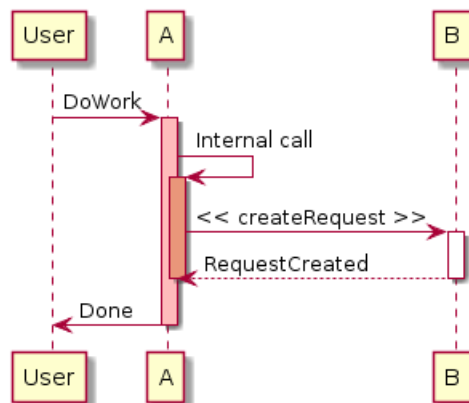 User A B
DoWork
Internal call
<< createRequest >>
RequestCreated
Done
User A B